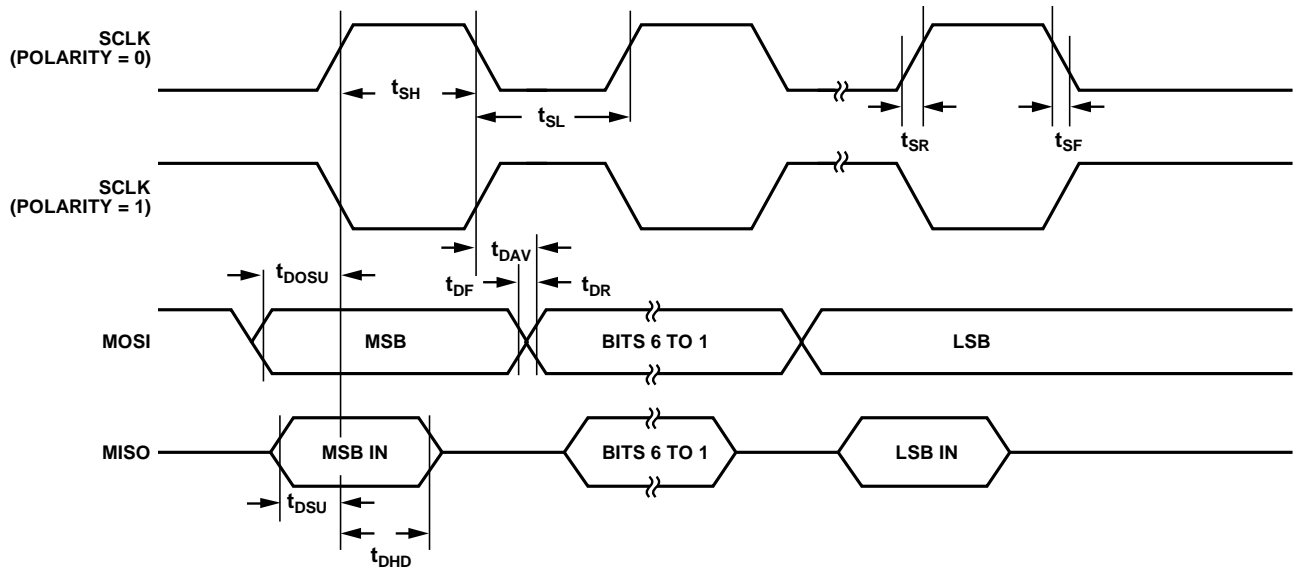 SCLK
(POLARITY = 0)
tSH
tSL
tSR
tSF
SCLK
(POLARITY = 1)
tDAV
tDOSU
tDF
tDR
MOSI
MSB
BITS 6 TO 1
LSB
MISO
MSB IN
BITS 6 TO 1
LSB IN
tDSU
tDHD